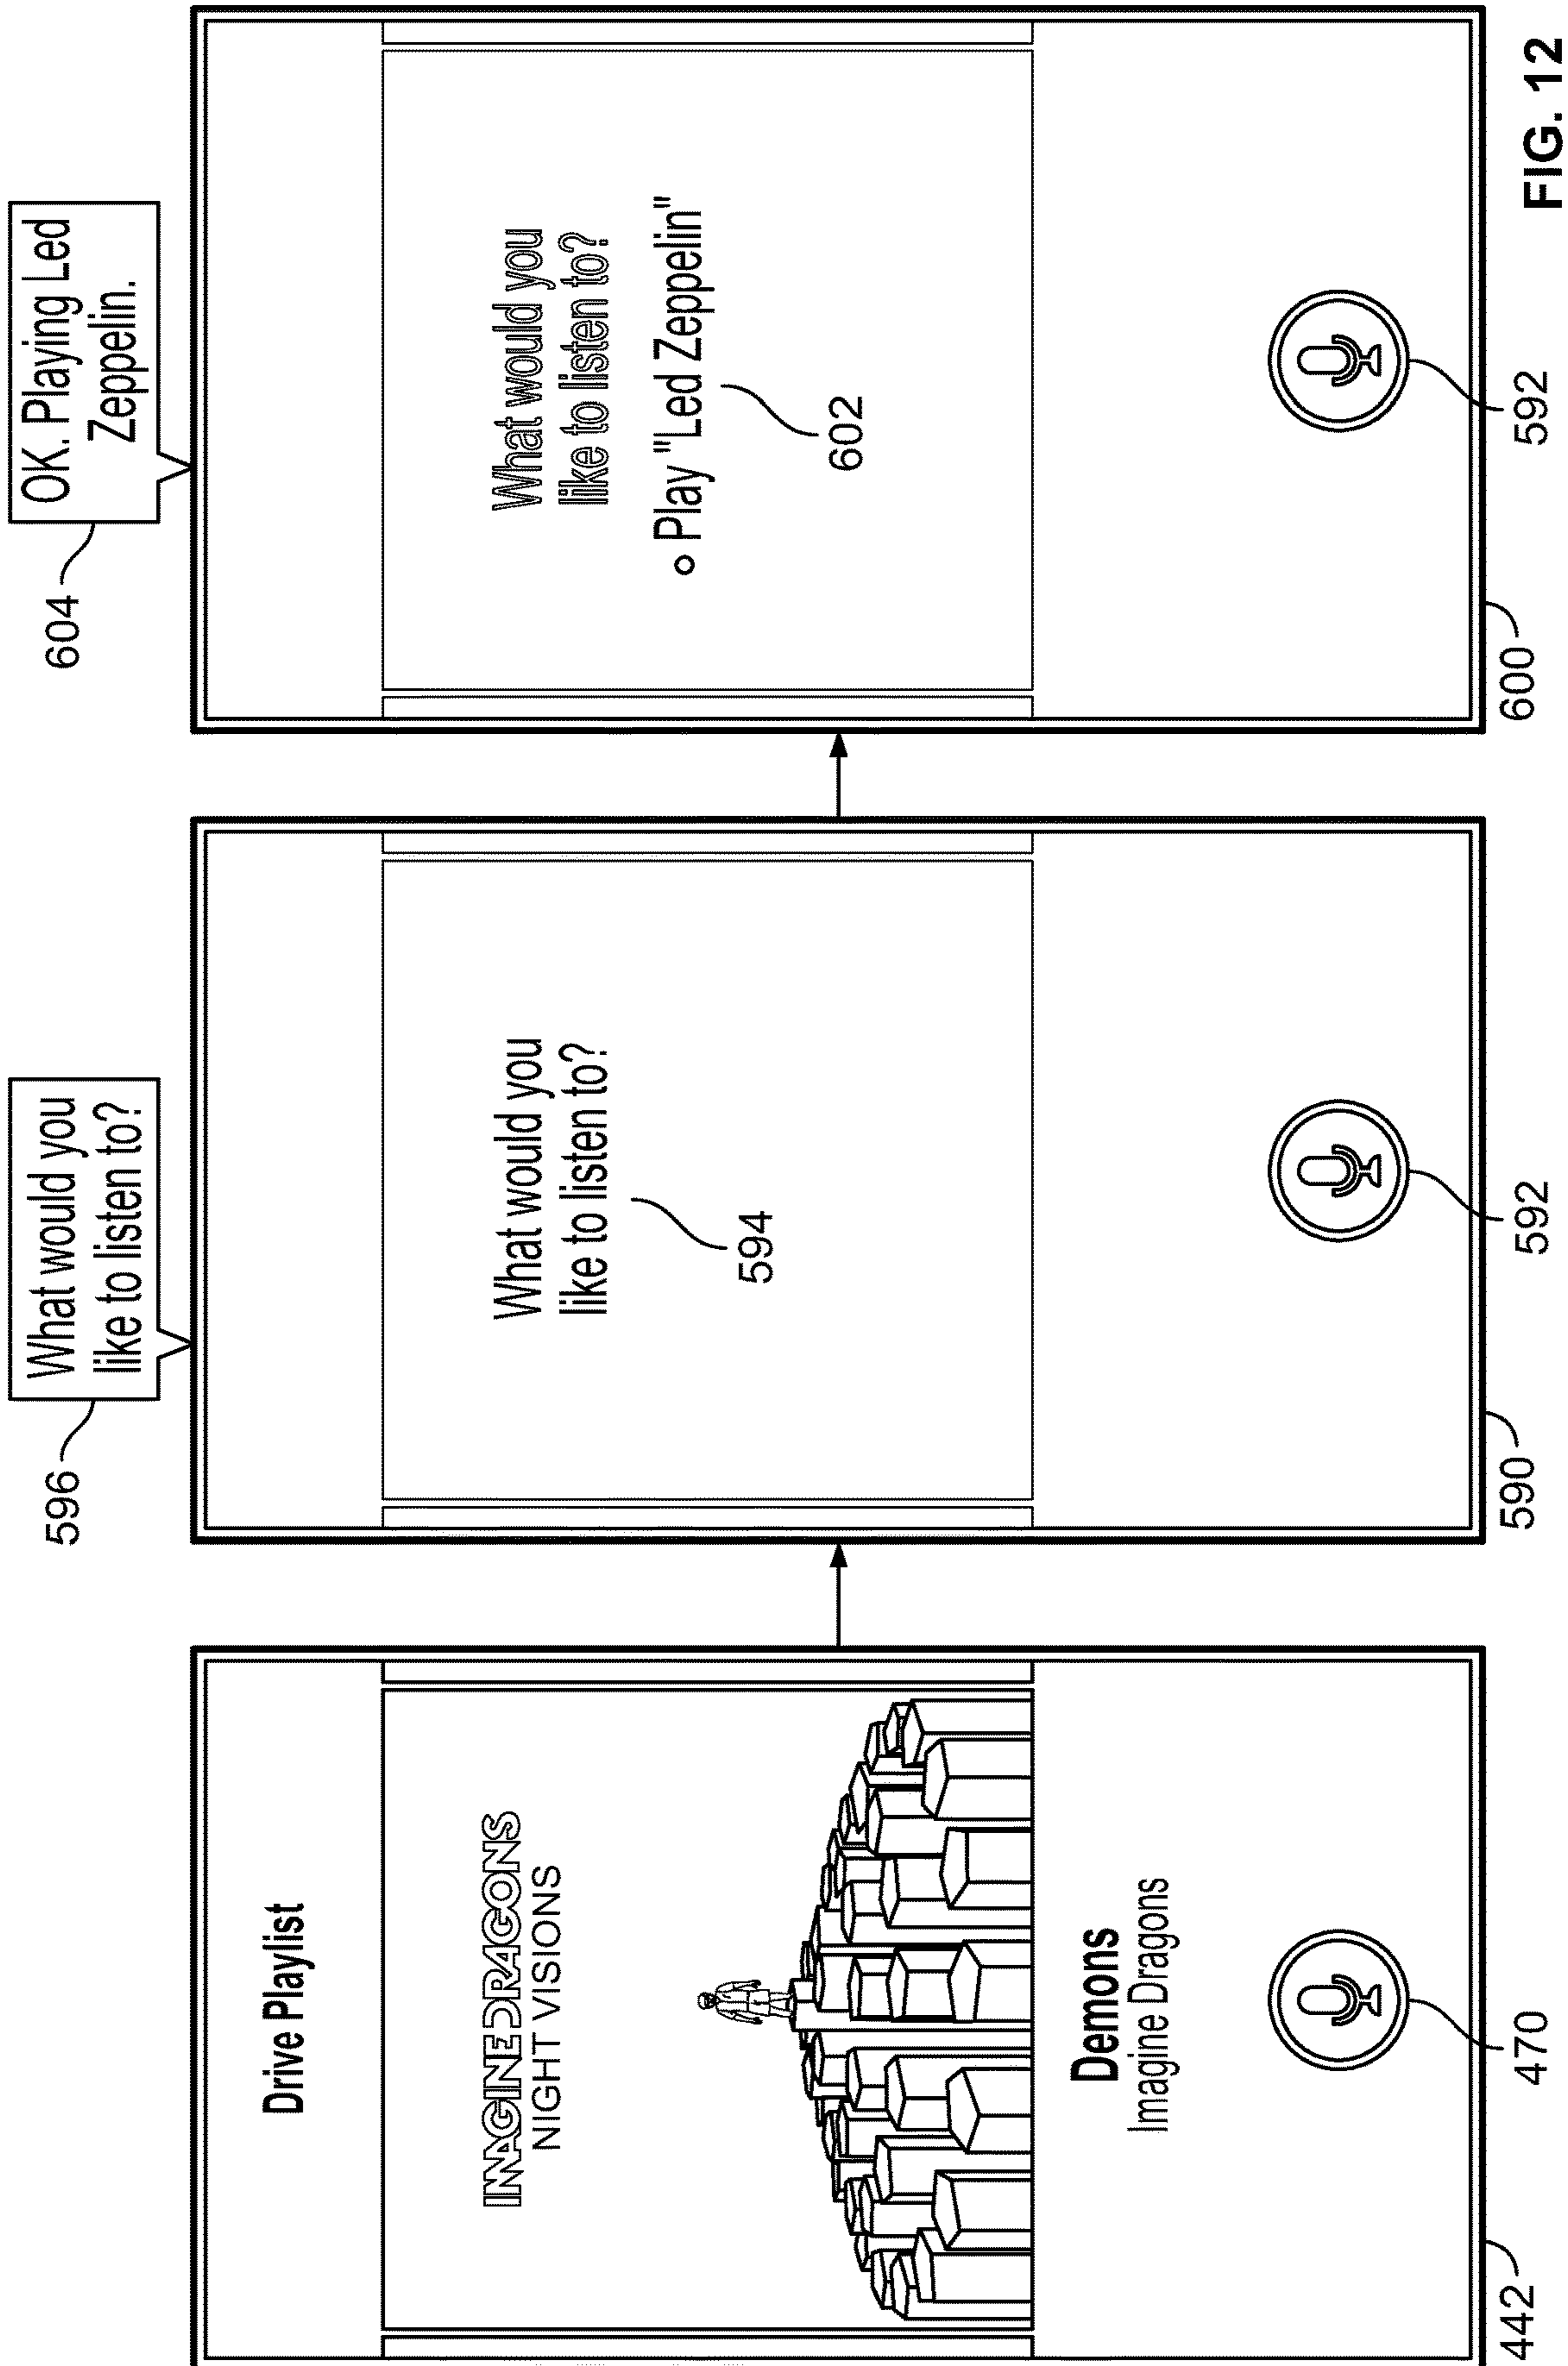 Drive Playlist
IMAGINE DRAGONS
NIGHT VISIONS
Demons
Imagine Dragons
470
442
596
What would you
like to listen to?
What would you
like to listen to?
594
592
590
604
OK. Playing Led
Zeppelin.
What would you
like to listen to?
Play "Led Zeppelin"
602
592
600
FIG. 12